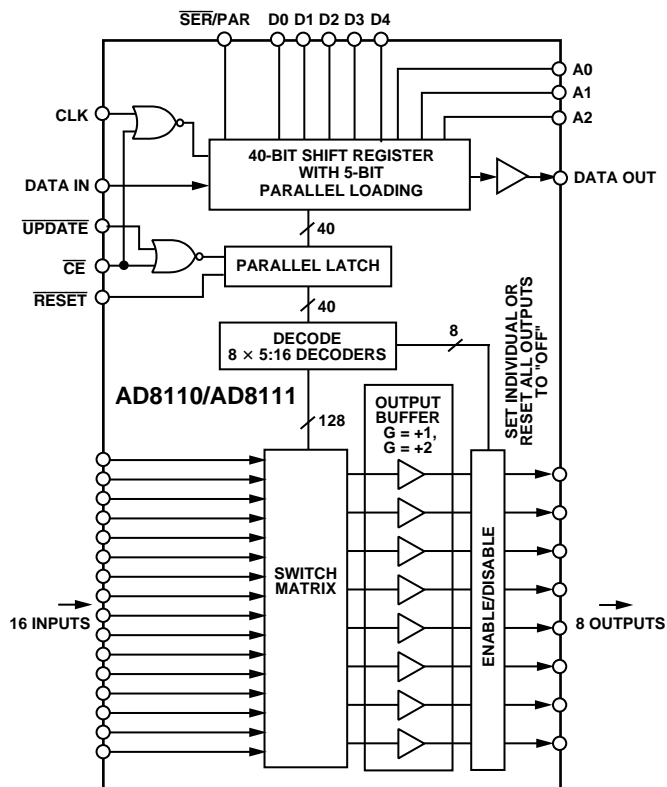 SER/PAR D0 D1 D2 D3 D4
A0
A1
A2
CLK
40-BIT SHIFT REGISTER
WITH 5-BIT
PARALLEL LOADING
DATA IN
DATA OUT
UPDATE
40
CE
PARALLEL LATCH
RESET
40
DECODE
8 × 5:16 DECODERS
8
SET INDIVIDUAL OR
RESET ALL OUTPUTS
TO "OFF"
AD8110/AD8111
128
OUTPUT
BUFFER
G = +1,
G = +2
SWITCH
MATRIX
ENABLE/DISABLE
16 INPUTS
8 OUTPUTS